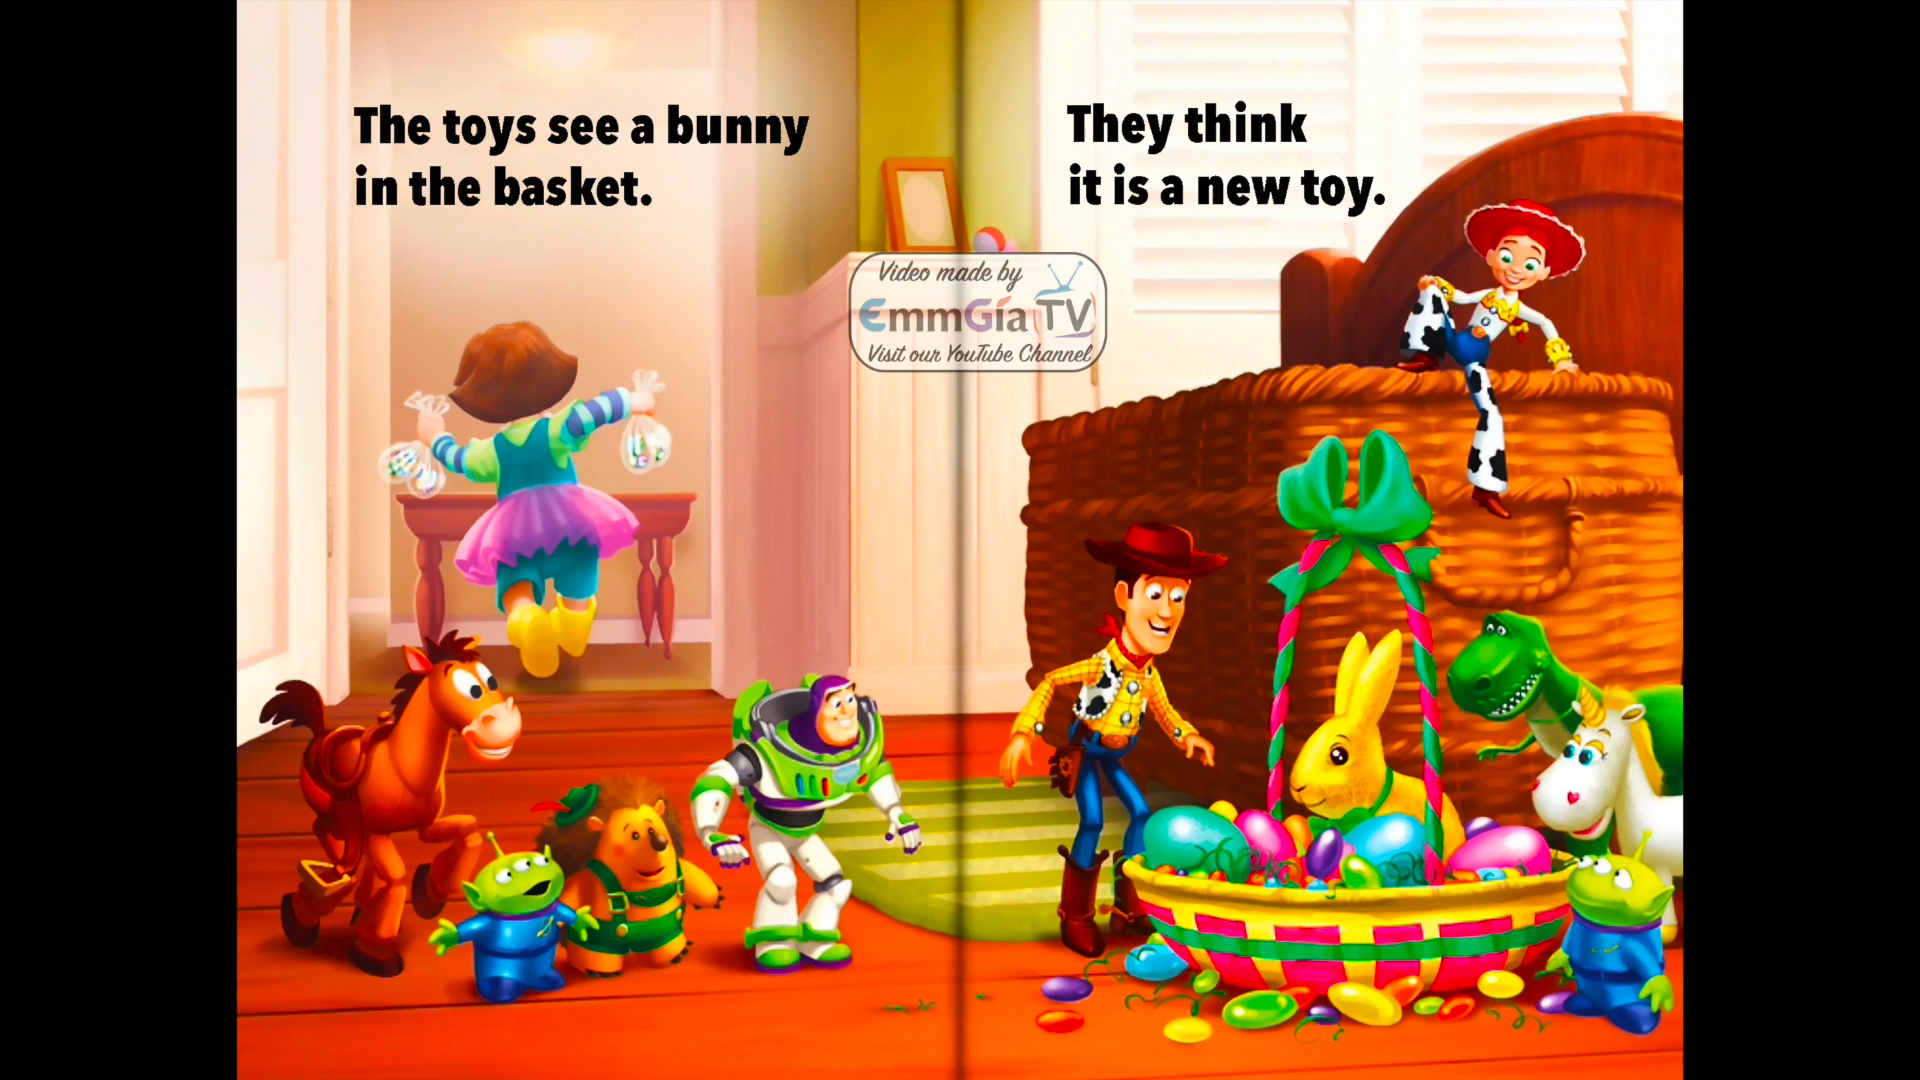 The toys see a bunny
in the basket.
They think
it is a new toy.
Video made by
EmmGía TV
Visit our YouTube Channel